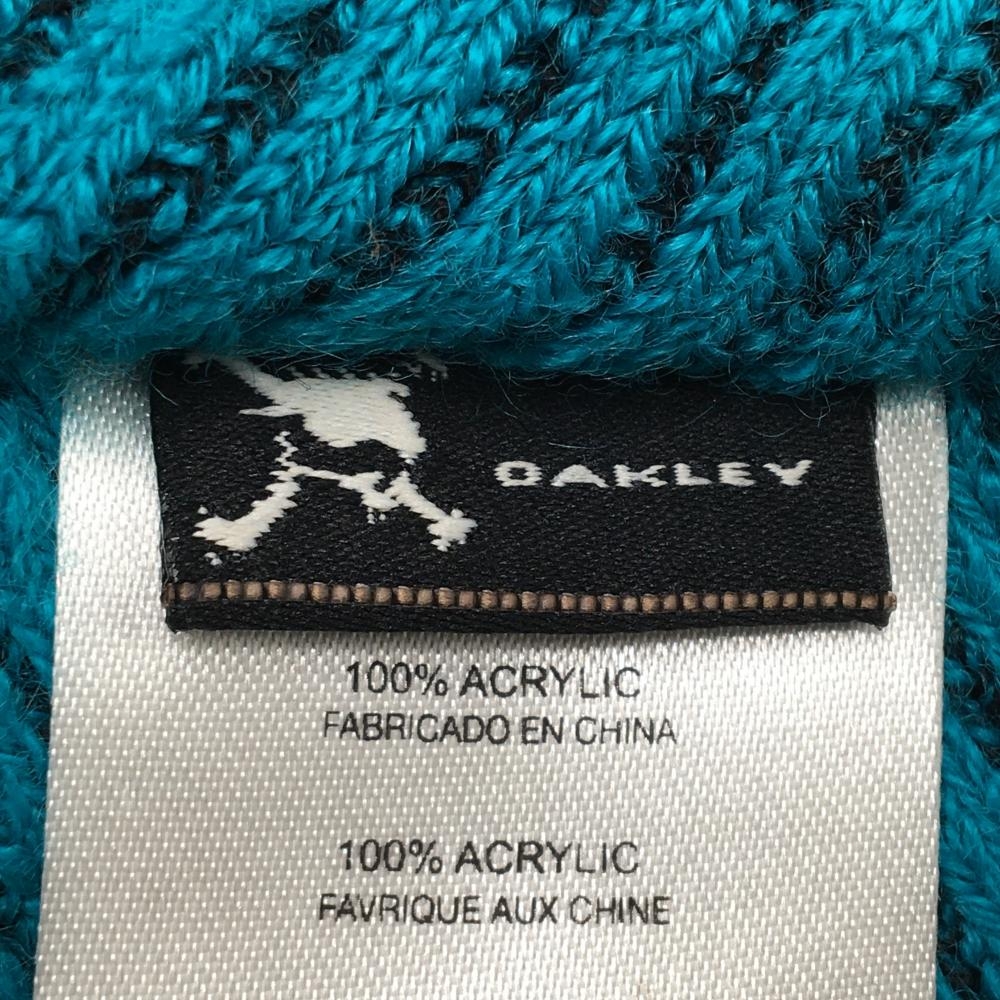 OAKLEY
100% ACRYLIC
FABRICADO EN CHINA
100% ACRYLIC
FAVRIQUE AUX CHINE